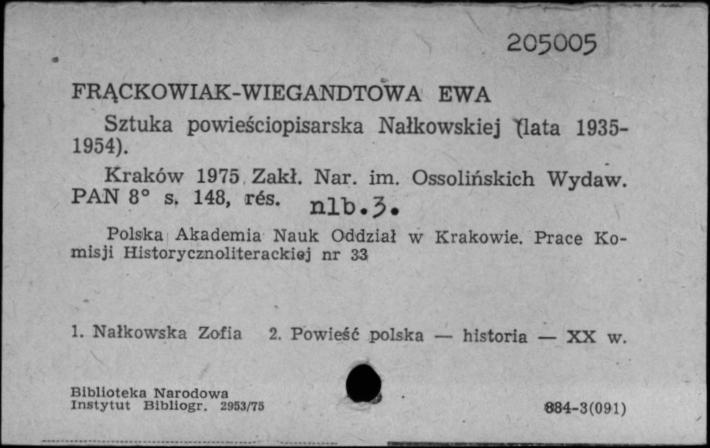 205005
FRĄCKOWIAK-WIEGANDTOWA EWA
Sztuka powieściopisarska Nałkowskiej (lata 1935-
1954).
Kraków 1975 Zakł. Nar. im. Ossolińskich Wydaw.
PAN 8° s. 148, rés. nlb. 3.
Polska Akademia Nauk Oddział w Krakowie. Prace Ko-
misji Historycznoliterackiej nr 33
1. Nałkowska Zofia 2. Powieść polska — historia — XX w.
Biblioteka Narodowa
Instytut Bibliogr. 2953/75 884-3(091)